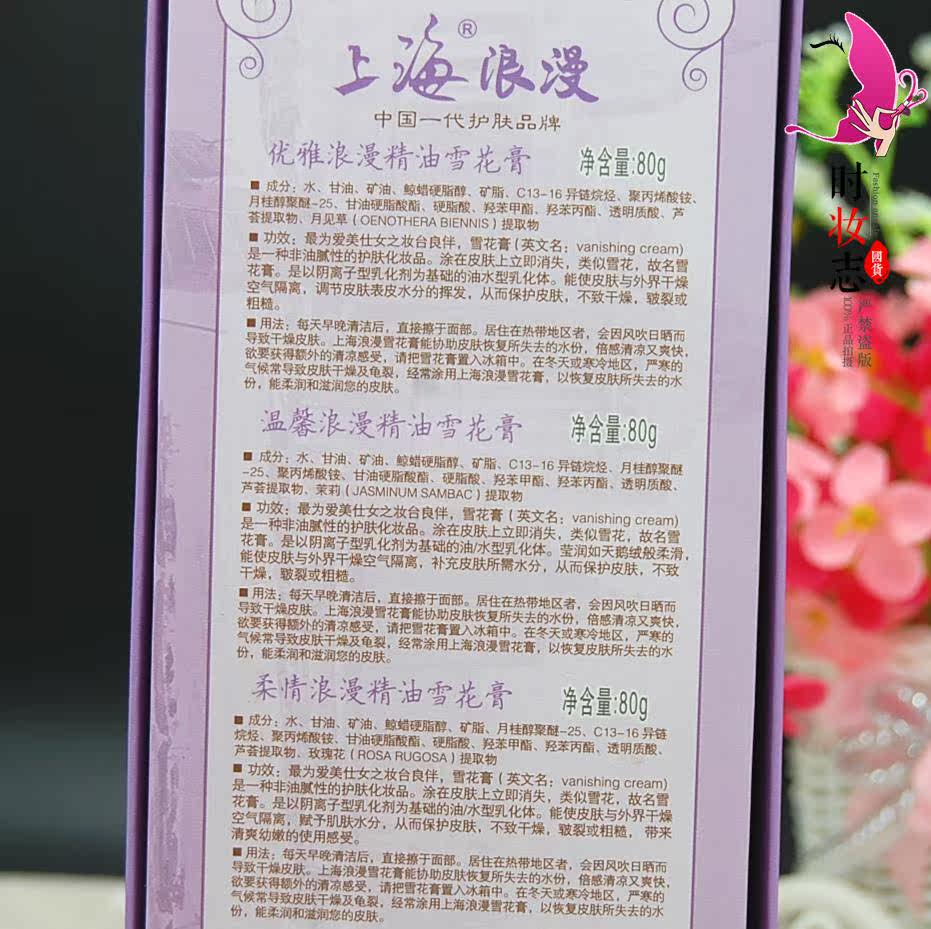 上海浪漫®
中国一代护肤品牌
优雅浪漫精油雪花膏 净含量:80g
■ 成分：水、甘油、矿油、鲸蜡硬脂醇、矿脂、C13-16 异链烷烃、聚丙烯酸铵、
月桂醇聚醚-25、甘油硬脂酸酯、硬脂酸、羟苯甲酯、羟苯丙酯、透明质酸、芦
荟提取物、月见草（OENOTHERA BIENNIS）提取物
■ 功效：最为爱美仕女之妆台良伴，雪花膏（英文名：vanishing cream)
是一种非油腻性的护肤化妆品。涂在皮肤上立即消失，类似雪花，故名雪
花膏。是以阴离子型乳化剂为基础的油水型乳化体。能使皮肤与外界干燥
空气隔离，调节皮肤表皮水分的挥发，从而保护皮肤，不致干燥，皲裂或
粗糙。
■ 用法：每天早晚清洁后，直接擦于面部。居住在热带地区者，会因风吹日晒而
导致干燥皮肤。上海浪漫雪花膏能协助皮肤恢复所失去的水份，倍感清凉又爽快，
欲要获得额外的清凉感受，请把雪花膏置入冰箱中。在冬天或寒冷地区，严寒的
气候常导致皮肤干燥及龟裂，经常涂用上海浪漫雪花膏，以恢复皮肤所失去的水
份，能柔润和滋润您的皮肤。
温馨浪漫精油雪花膏 净含量:80g
■ 成分：水、甘油、矿油、鲸蜡硬脂醇、矿脂、C13-16 异链烷烃、月桂醇聚醚
-25、聚丙烯酸铵、甘油硬脂酸酯、硬脂酸、羟苯甲酯、羟苯丙酯、透明质酸、
芦荟提取物、茉莉（JASMINUM SAMBAC）提取物
■ 功效：最为爱美仕女之妆台良伴，雪花膏（英文名：vanishing cream)
是一种非油腻性的护肤化妆品。涂在皮肤上立即消失，类似雪花，故名雪
花膏。是以阴离子型乳化剂为基础的油/水型乳化体。莹润如天鹅绒般柔滑，
能使皮肤与外界干燥空气隔离，补充皮肤所需水分，从而保护皮肤，不致
干燥，皲裂或粗糙。
■ 用法：每天早晚清洁后，直接擦于面部。居住在热带地区者，会因风吹日晒而
导致干燥皮肤。上海浪漫雪花膏能协助皮肤恢复所失去的水份，倍感清凉又爽快，
欲要获得额外的清凉感受，请把雪花膏置入冰箱中。在冬天或寒冷地区，严寒的
气候常导致皮肤干燥及龟裂，经常涂用上海浪漫雪花膏，以恢复皮肤所失去的水
份，能柔润和滋润您的皮肤。
柔情浪漫精油雪花膏 净含量:80g
■ 成分：水、甘油、矿油、鲸蜡硬脂醇、矿脂、月桂醇聚醚-25、C13-16 异链
烷烃、聚丙烯酸铵、甘油硬脂酸酯、硬脂酸、羟苯甲酯、羟苯丙酯、透明质酸、
芦荟提取物、玫瑰花（ROSA RUGOSA）提取物
■ 功效：最为爱美仕女之妆台良伴，雪花膏（英文名：vanishing cream)
是一种非油腻性的护肤化妆品。涂在皮肤上立即消失，类似雪花，故名雪
花膏。是以阴离子型乳化剂为基础的油/水型乳化体。能使皮肤与外界干燥
空气隔离，赋予肌肤水分，从而保护皮肤，不致干燥，皲裂或粗糙， 带来
清爽幼嫩的使用感受。
■ 用法：每天早晚清洁后，直接擦于面部。居住在热带地区者，会因风吹日晒而
导致干燥皮肤。上海浪漫雪花膏能协助皮肤恢复所失去的水份，倍感清凉又爽快，
欲要获得额外的清凉感受，请把雪花膏置入冰箱中。在冬天或寒冷地区，严寒的
气候常导致皮肤干燥及龟裂，经常涂用上海浪漫雪花膏，以恢复皮肤所失去的水
份，能柔润和滋润您的皮肤。
时妆志
國貨
Fashion
严禁盗版
100%正品拍摄